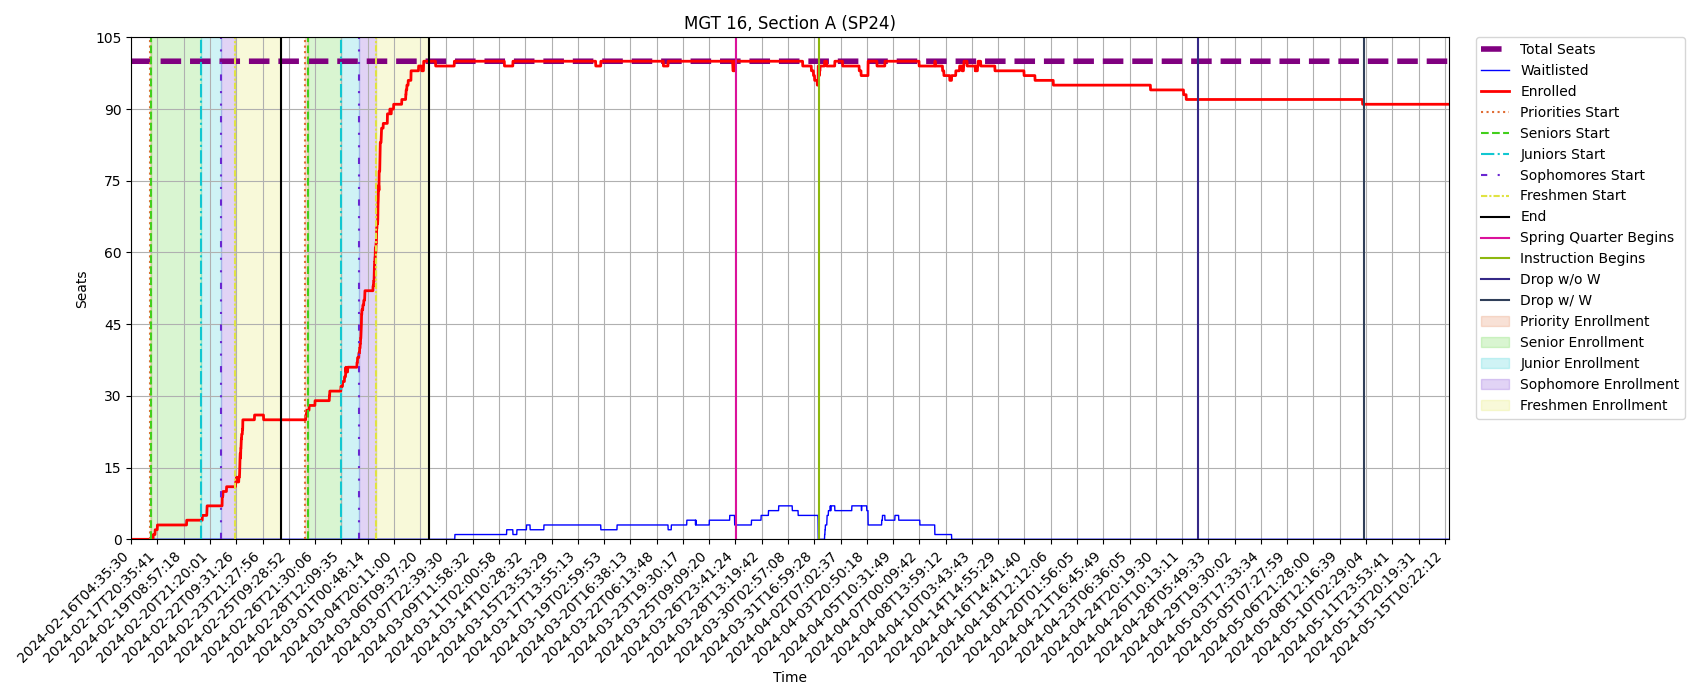 MGT 16, Section A (SP24)
105
90
75
60
45
30
15
0
Seats
2024-02-16T04:35:30
2024-02-17T20:35:41
2024-02-19T08:57:18
2024-02-20T21:20:01
2024-02-22T09:31:26
2024-02-23T21:27:56
2024-02-25T09:28:52
2024-02-26T21:30:06
2024-02-28T12:09:35
2024-03-01T00:48:14
2024-03-04T20:11:00
2024-03-06T09:37:20
2024-03-07T22:39:30
2024-03-09T11:58:32
2024-03-11T02:00:58
2024-03-14T10:28:32
2024-03-15T23:53:29
2024-03-17T13:55:13
2024-03-19T02:59:53
2024-03-20T16:38:13
2024-03-22T06:13:48
2024-03-23T19:30:17
2024-03-25T09:09:20
2024-03-26T23:41:24
2024-03-28T13:19:42
2024-03-30T02:57:08
2024-03-31T16:59:28
2024-04-02T07:02:37
2024-04-03T20:50:18
2024-04-07T00:31:49
2024-04-07T00:09:42
2024-04-08T13:59:12
2024-04-10T03:43:43
2024-04-14T14:55:29
2024-04-16T14:41:40
2024-04-18T12:12:06
2024-04-20T01:56:05
2024-04-21T16:45:49
2024-04-23T06:36:05
2024-04-24T20:19:30
2024-04-26T10:13:11
2024-04-28T05:49:33
2024-04-29T19:30:02
2024-05-03T17:33:34
2024-05-05T07:27:59
2024-05-06T21:28:00
2024-05-08T12:16:39
2024-05-10T02:29:04
2024-05-11T23:53:41
2024-05-13T20:19:31
2024-05-15T10:22:12
Time
Total Seats
Waitlisted
Enrolled
Priorities Start
Seniors Start
Juniors Start
Sophomores Start
Freshmen Start
End
Spring Quarter Begins
Instruction Begins
Drop w/o W
Drop w/ W
Priority Enrollment
Senior Enrollment
Junior Enrollment
Sophomore Enrollment
Freshmen Enrollment